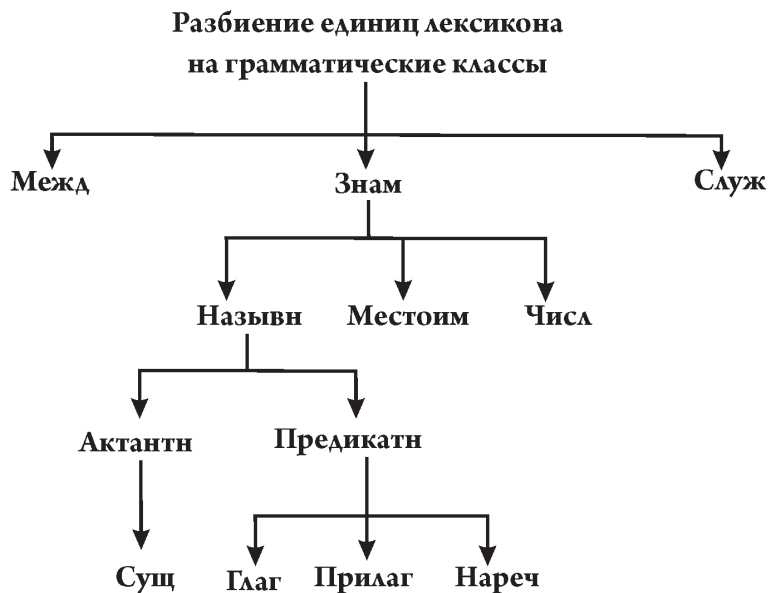 Разбиение единиц лексикона
на грамматические классы
Межд Знам Служ
Назывн Местоим Числ
Актантн Предикатн
Сущ Глаг Прилаг Нареч